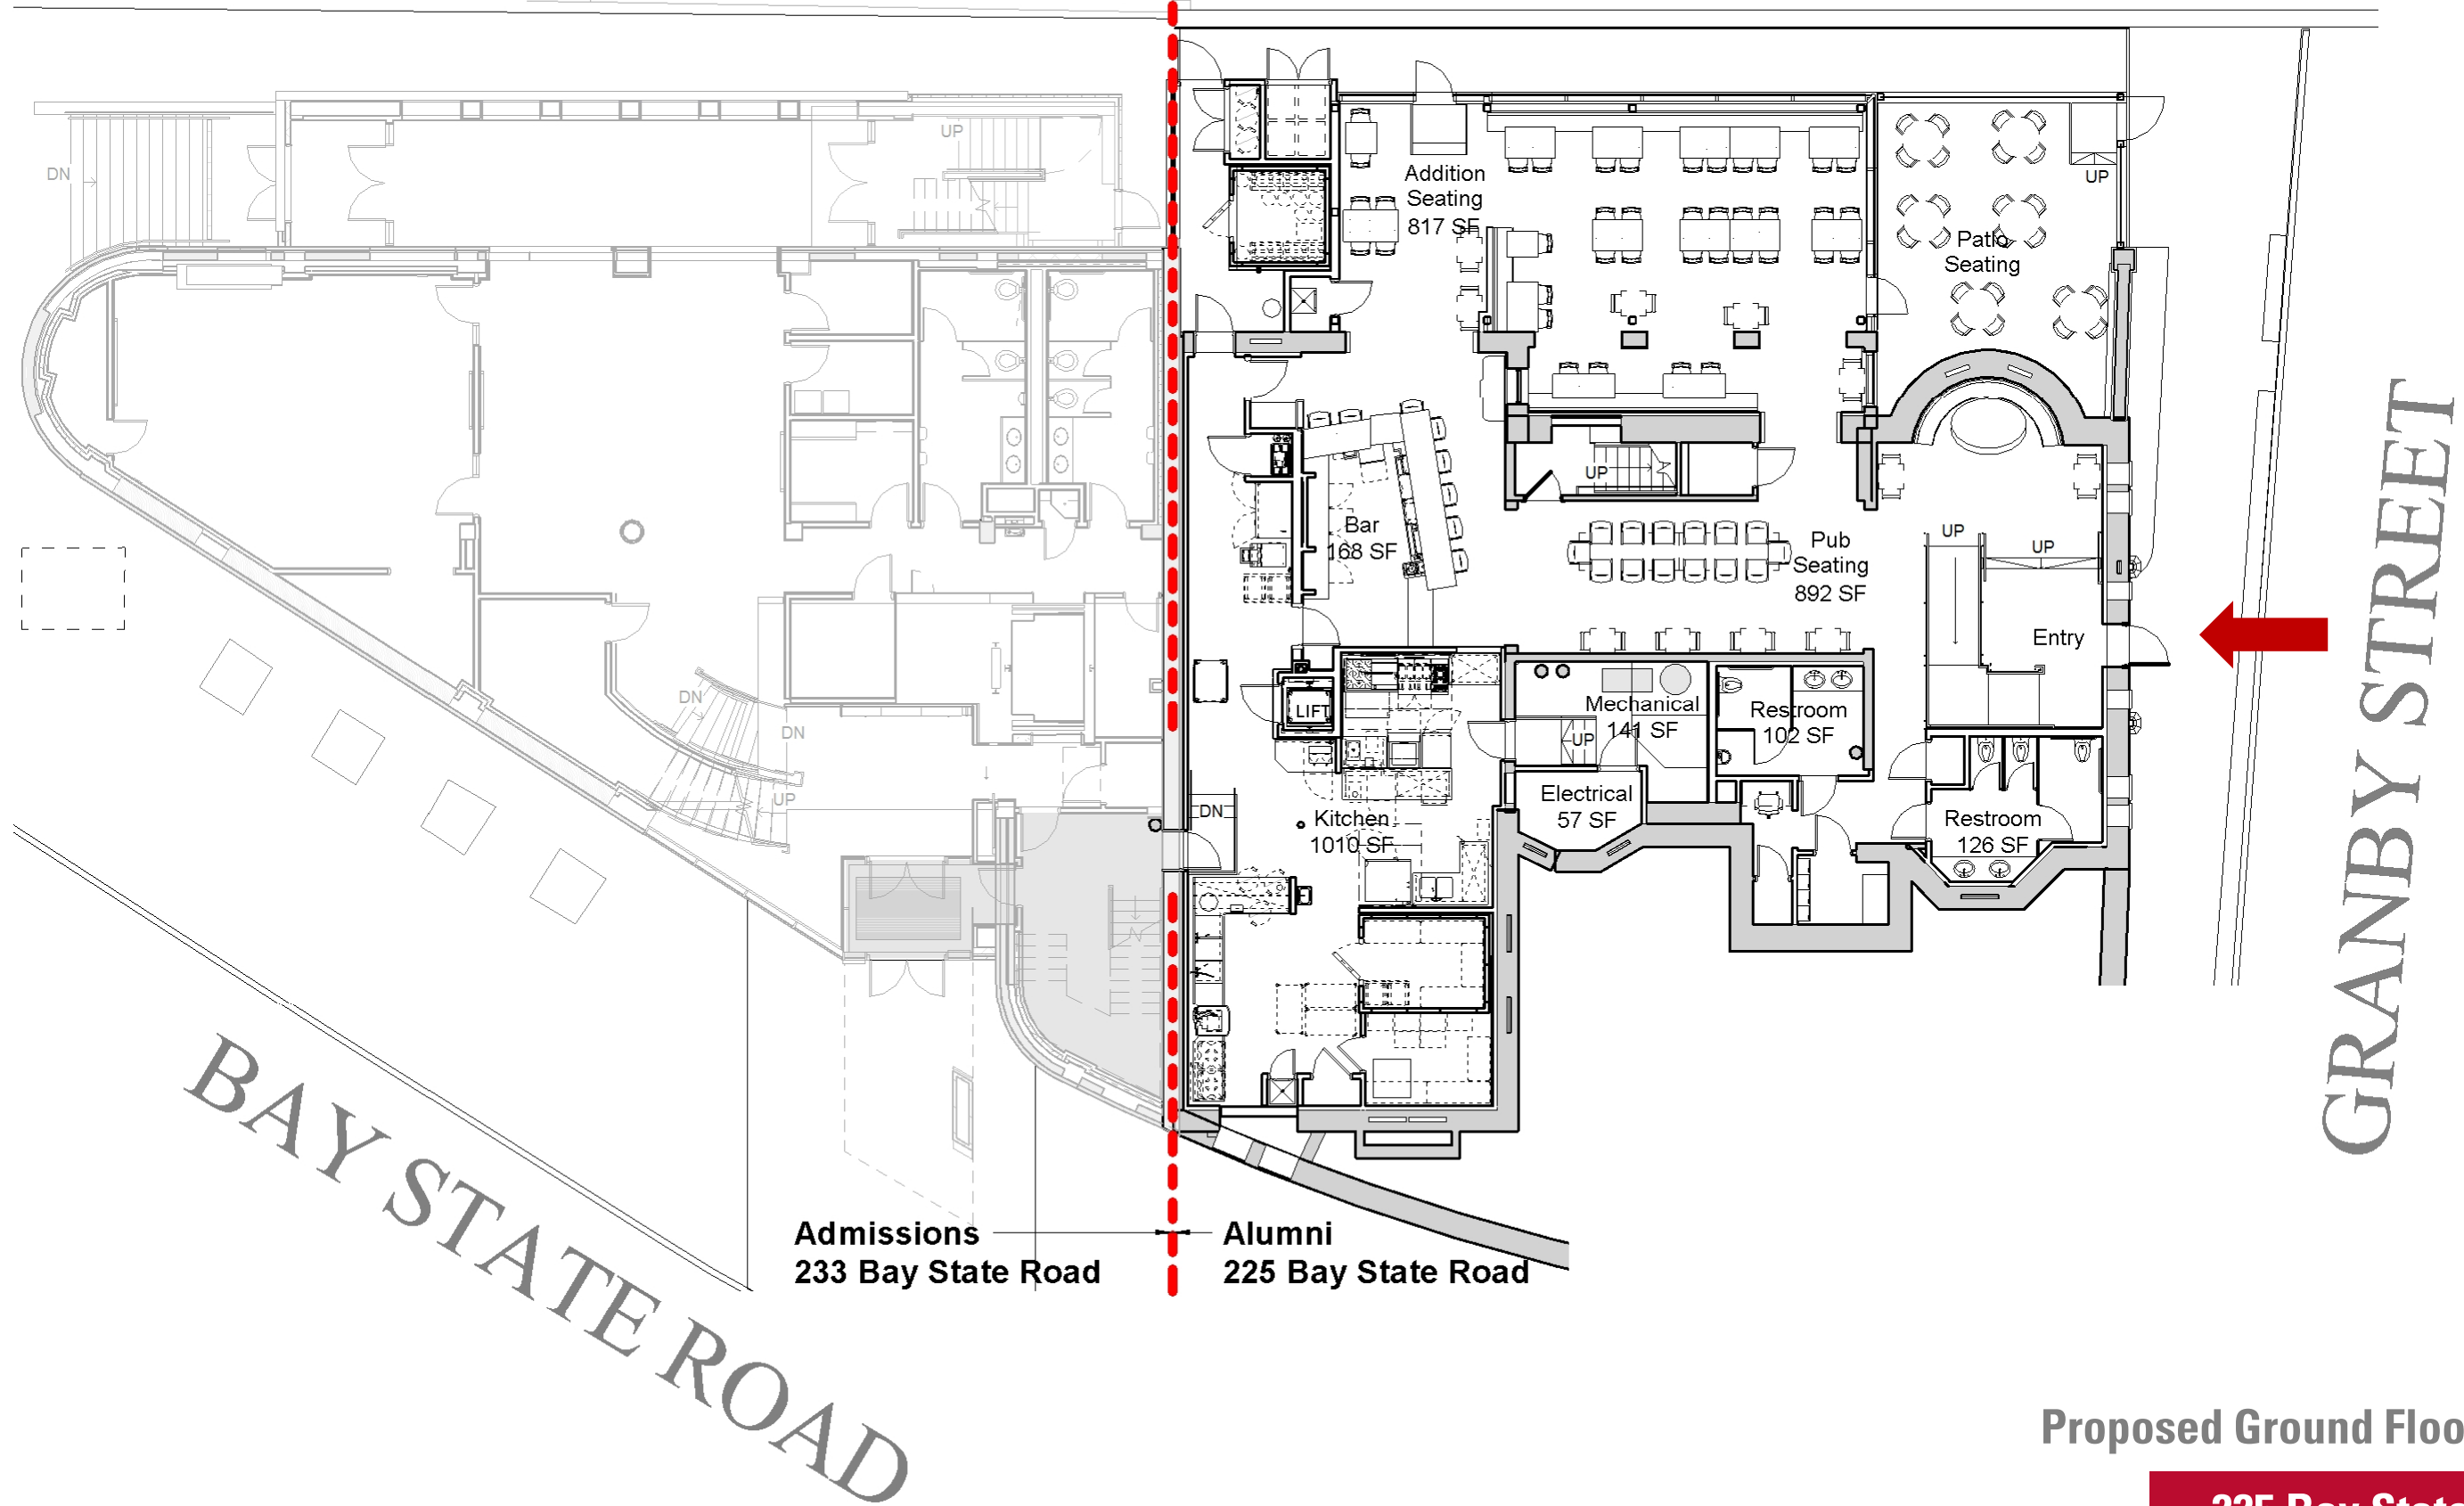 UP
DN
Addition
Seating
817 SF
UP
Patio
Seating
UP
Bar
168 SF
Pub
Seating
892 SF
UP
UP
Entry
DN
DN
UP
LIFT
Mechanical
141 SF
UP
Restroom
102 SF
DN
Kitchen
1010 SF
Electrical
57 SF
Restroom
126 SF
GRANBY STREET
BAY STATE ROAD
Admissions
233 Bay State Road
Alumni
225 Bay State Road
Proposed Ground Floo
225 Bay State